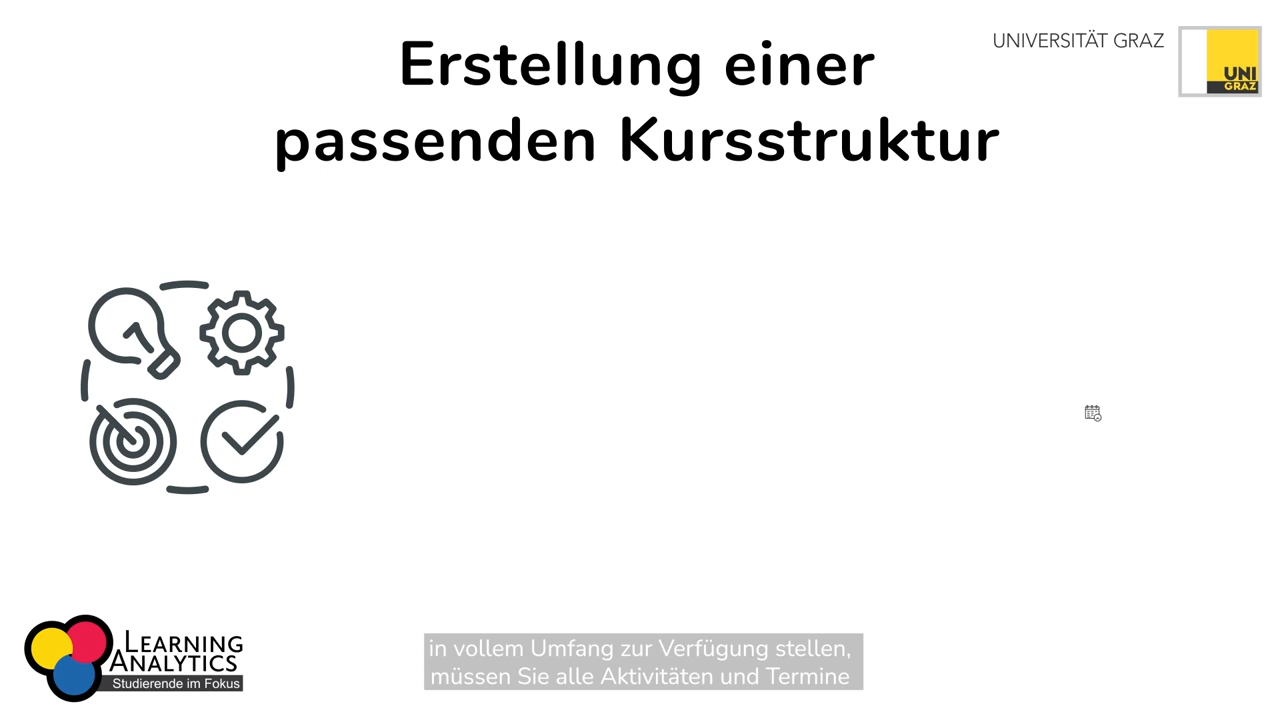 Erstellung einer
passenden Kursstruktur
UNIVERSITÄT GRAZ
UNI
GRAZ
LEARNING
ANALYTICS
Studierende im Fokus
in vollem Umfang zur Verfügung stellen,
müssen Sie alle Aktivitäten und Termine